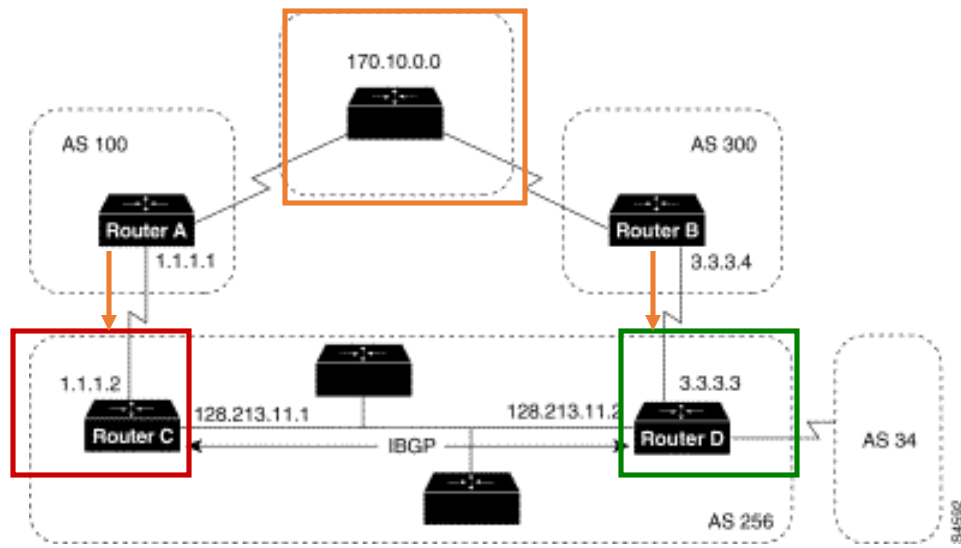 170.10.0.0
AS 100
AS 300
Router A
Router B
1.1.1.1
3.3.3.4
1.1.1.2
3.3.3.3
128.213.11.1
128.213.11.2
Router C
IBGP
Router D
AS 34
AS 256
S4592